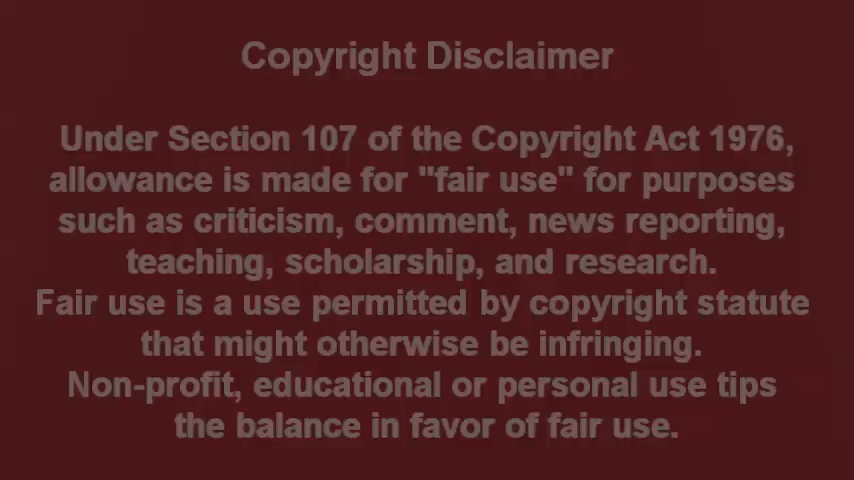 Copyright Disclaimer
Under Section 107 of the Copyright Act 1976,
allowance is made for "fair use" for purposes
such as criticism, comment, news reporting,
teaching, scholarship, and research.
Fair use is a use permitted by copyright statute
that might otherwise be infringing.
Non-profit, educational or personal use tips
the balance in favor of fair use.